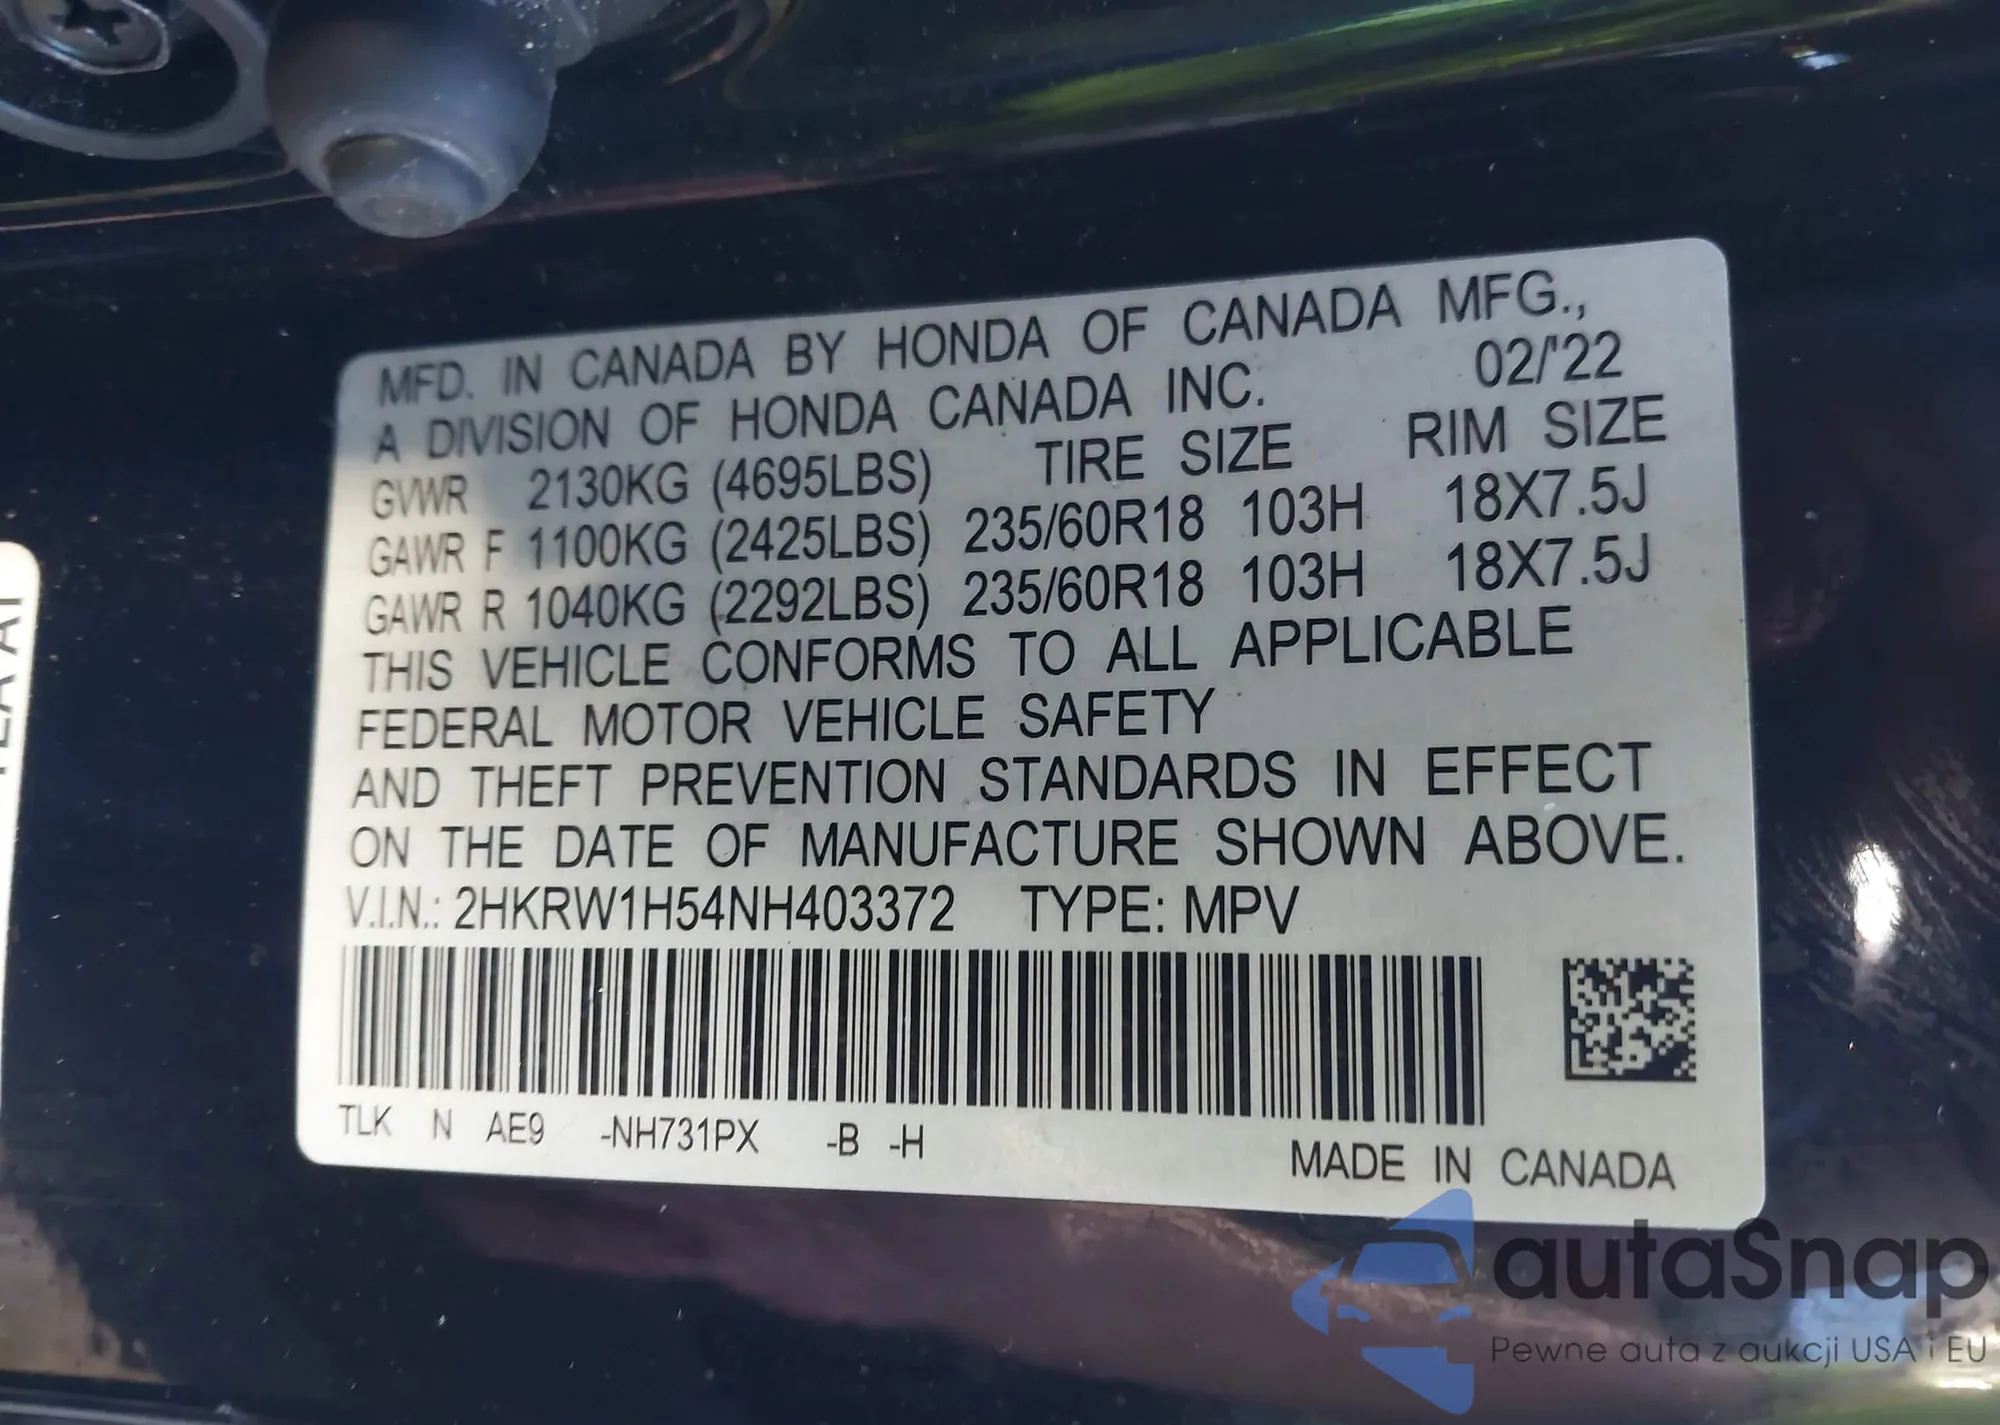 MFD. IN CANADA BY HONDA OF CANADA MFG.,
A DIVISION OF HONDA CANADA INC. 02/'22
GVWR 2130KG (4695LBS) TIRE SIZE RIM SIZE
GAWR F 1100KG (2425LBS) 235/60R18 103H 18X7.5J
GAWR R 1040KG (2292LBS) 235/60R18 103H 18X7.5J
THIS VEHICLE CONFORMS TO ALL APPLICABLE
FEDERAL MOTOR VEHICLE SAFETY
AND THEFT PREVENTION STANDARDS IN EFFECT
ON THE DATE OF MANUFACTURE SHOWN ABOVE.
V.I.N.: 2HKRW1H54NH403372 TYPE: MPV
TLK N AE9 -NH731PX -B -H
MADE IN CANADA
autaSnap
Pewne auta z aukcji USA i EU